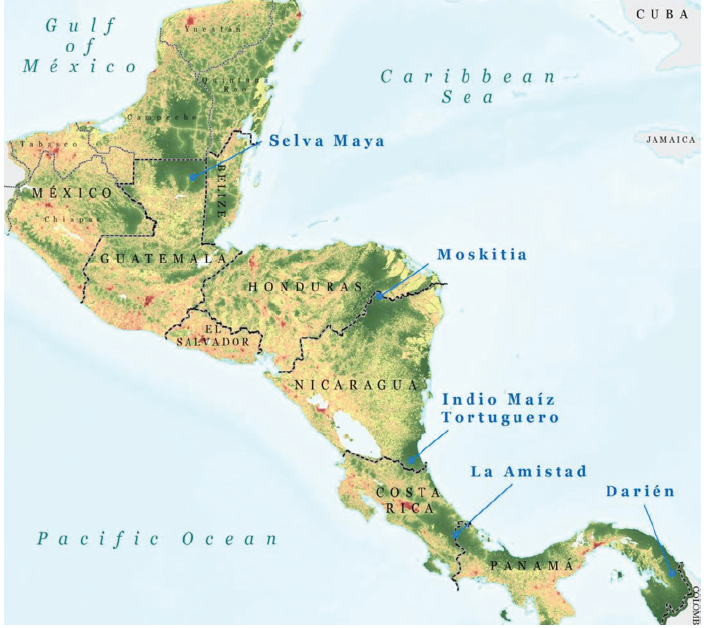 Gulf
of
México
CUBA
Yucatán
Caribbean
Sea
Quintana
Roo
Campeche
Tabasco
Selva Maya
JAMAICA
BELIZE
MÉXICO
Chiapas
GUATEMALA
Moskitia
HONDURAS
EL
SALVADOR
NICARAGUA
Indio Maíz
Tortuguero
La Amistad
COSTA
RICA
Darién
Pacific Ocean
PANAMÁ
COLOMB